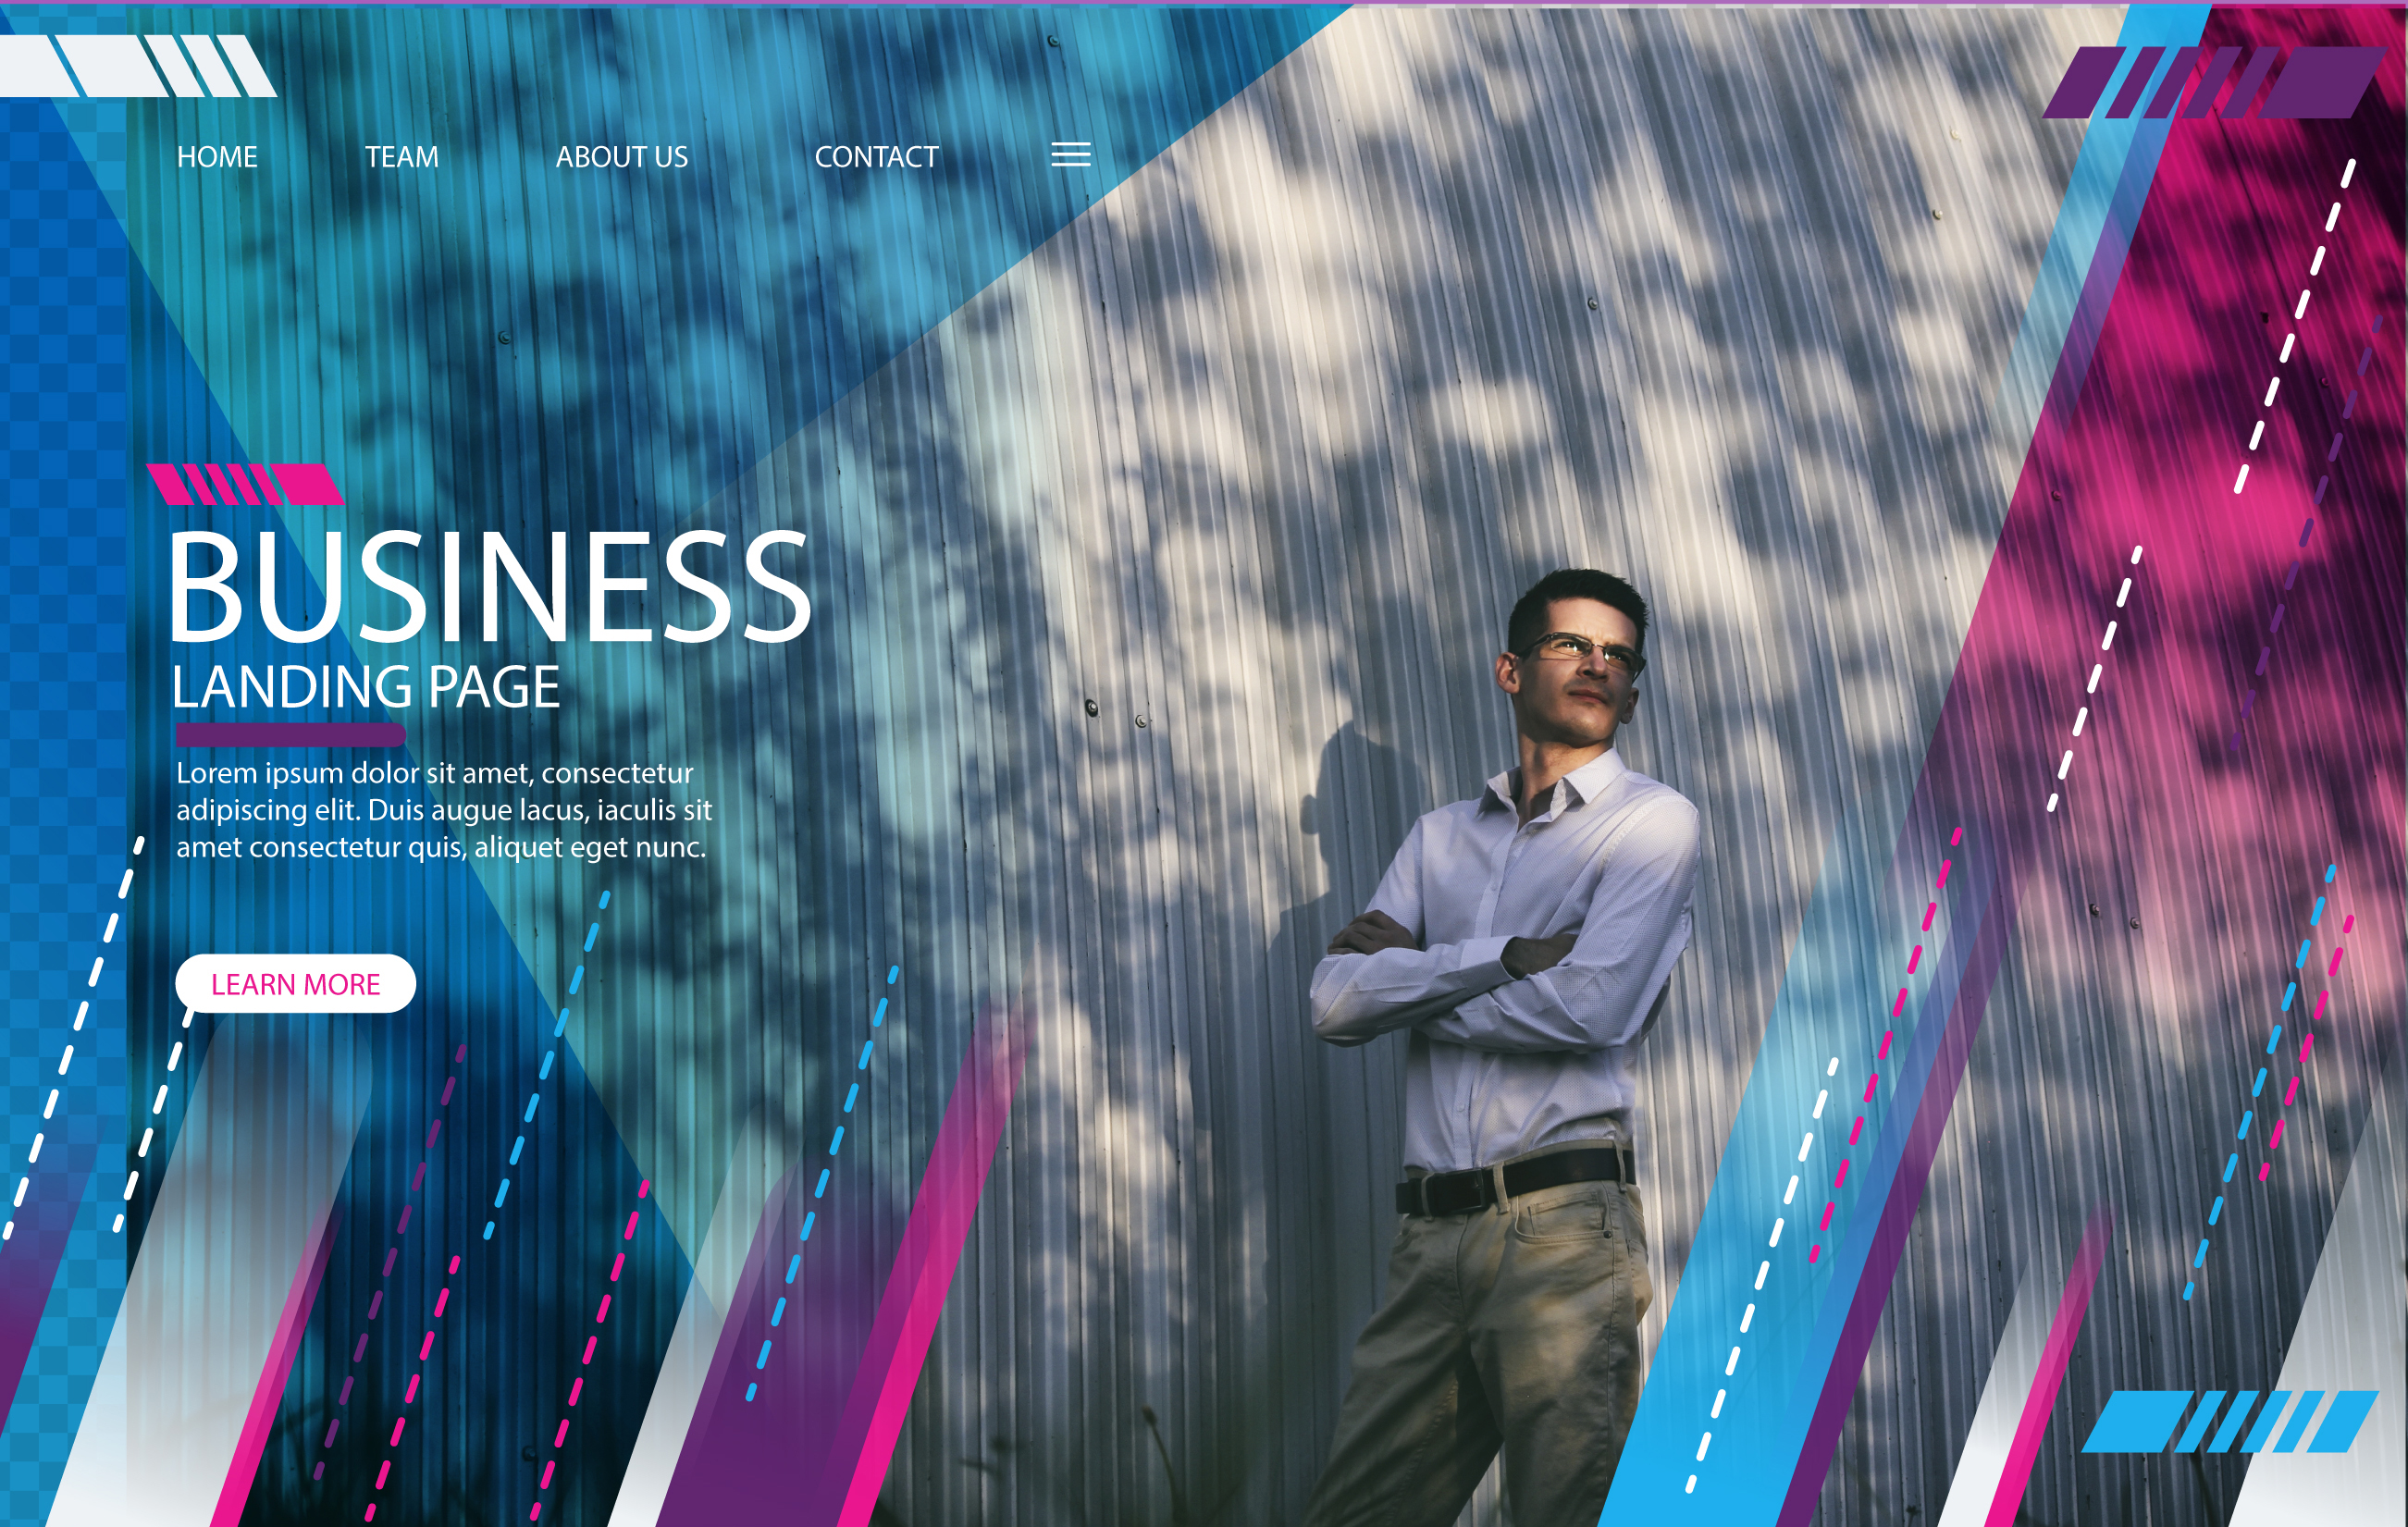 HOME TEAM ABOUT US CONTACT
BUSINESS
LANDING PAGE
Lorem ipsum dolor sit amet, consectetur
adipiscing elit. Duis augue lacus, iaculis sit
amet consectetur quis, aliquet eget nunc.
LEARN MORE